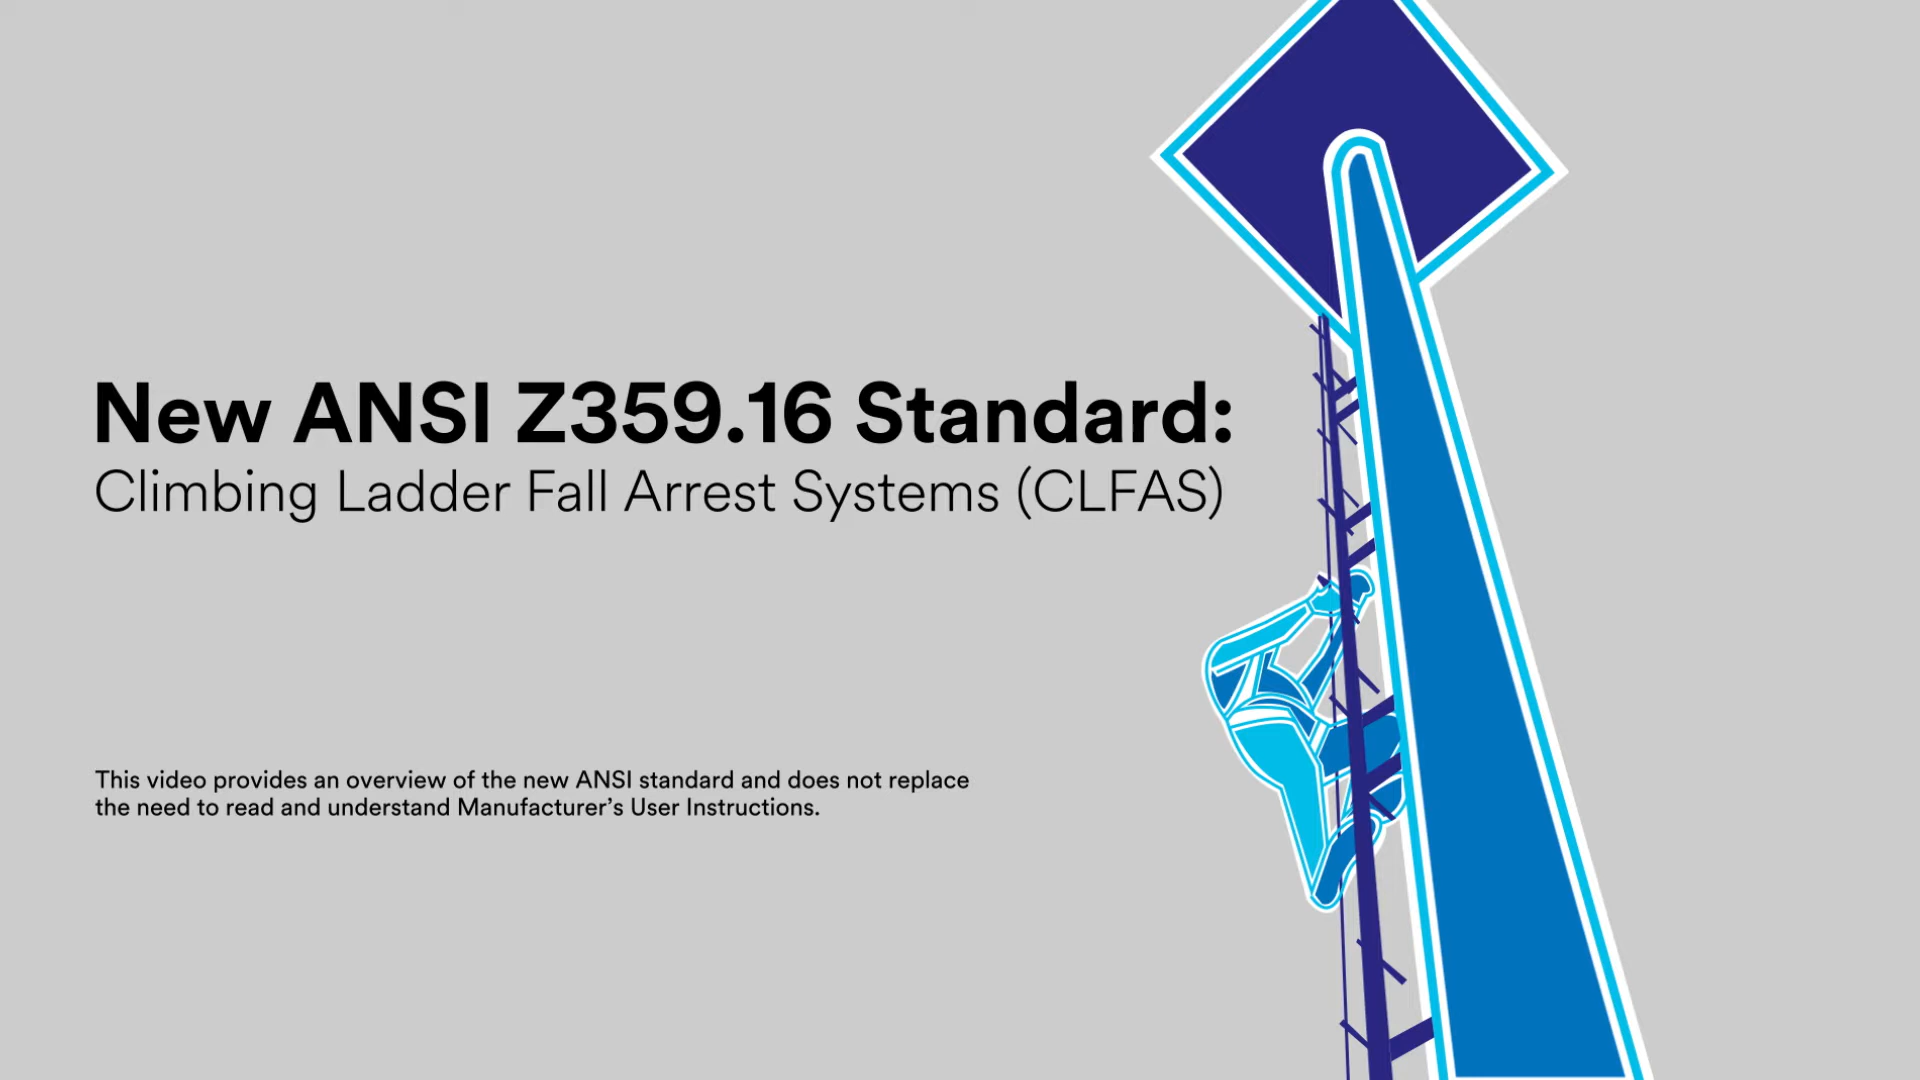 New ANSI Z359.16 Standard:
Climbing Ladder Fall Arrest Systems (CLFAS)
This video provides an overview of the new ANSI standard and does not replace
the need to read and understand Manufacturer’s User Instructions.